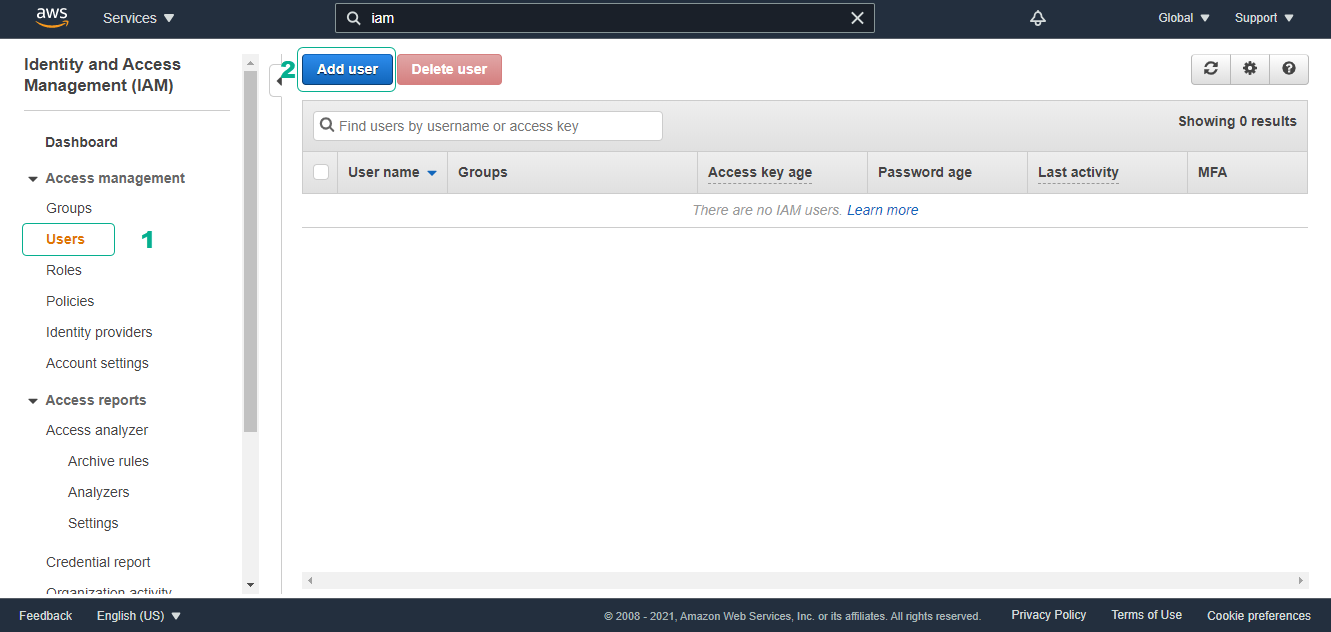 aws Services iam Global Support
Identity and Access
Management (IAM)
Dashboard
Access management
Groups
Users 1
Roles
Policies
Identity providers
Account settings
Access reports
Access analyzer
Archive rules
Analyzers
Settings
Credential report
Organization activity
2 Add user Delete user
Find users by username or access key Showing 0 results
User name Groups Access key age Password age Last activity MFA
There are no IAM users. Learn more
Feedback English (US) © 2008 - 2021, Amazon Web Services, Inc. or its affiliates. All rights reserved. Privacy Policy Terms of Use Cookie preferences